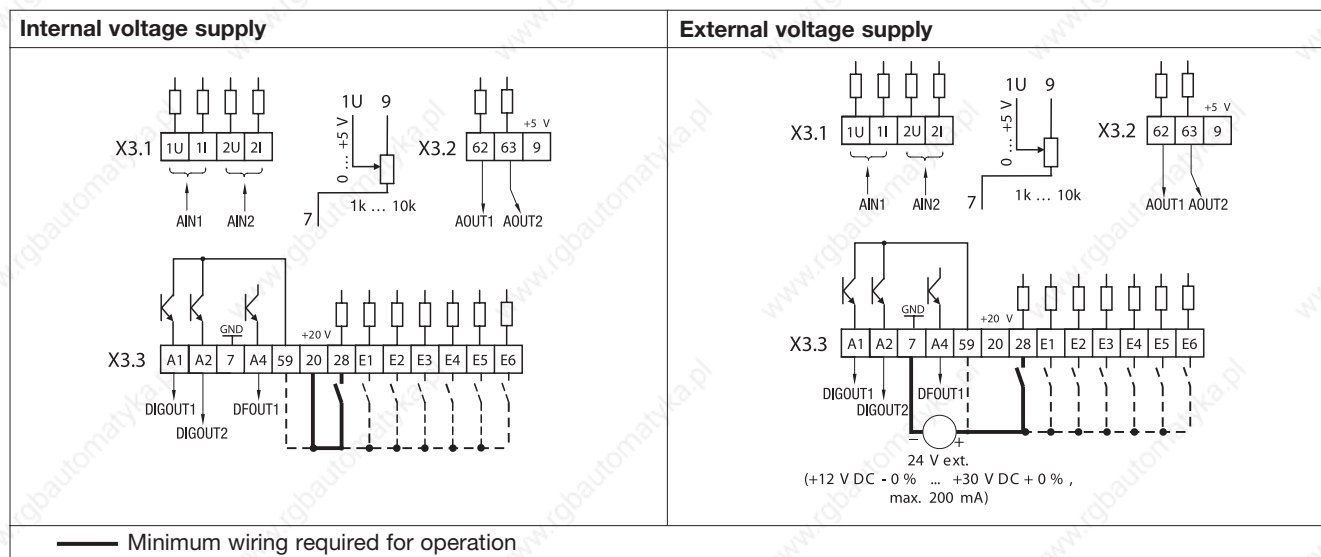 Internal voltage supply
1U 9
X3.1 1U 1I 2U 2I
0 ... +5 V
X3.2 62 63 9
+5 V
7
1k ... 10k
AIN1 AIN2
AOUT1 AOUT2
GND
+20 V
X3.3 A1 A2 7 A4 59 20 28 E1 E2 E3 E4 E5 E6
DIGOUT1 DFOUT1
DIGOUT2
External voltage supply
1U 9
X3.1 1U 1I 2U 2I
0 ... +5 V
X3.2 62 63 9
+5 V
7
1k ... 10k
AIN1 AIN2
AOUT1 AOUT2
GND
+20 V
X3.3 A1 A2 7 A4 59 20 28 E1 E2 E3 E4 E5 E6
DIGOUT1 DFOUT1
DIGOUT2
− +
24 V ext.
(+12 V DC - 0 % ... +30 V DC + 0 % ,
max. 200 mA)
Minimum wiring required for operation
www.rgbautomatyka.pl